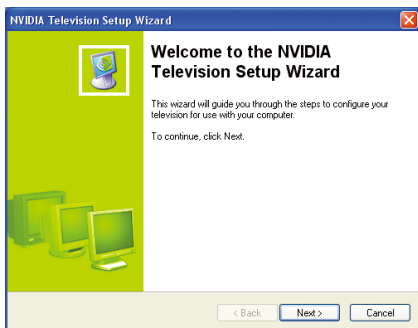 NVIDIA Television Setup Wizard
Welcome to the NVIDIA
Television Setup Wizard
This wizard will guide you through the steps to configure your
television for use with your computer.
To continue, click Next.
< Back
Next >
Cancel